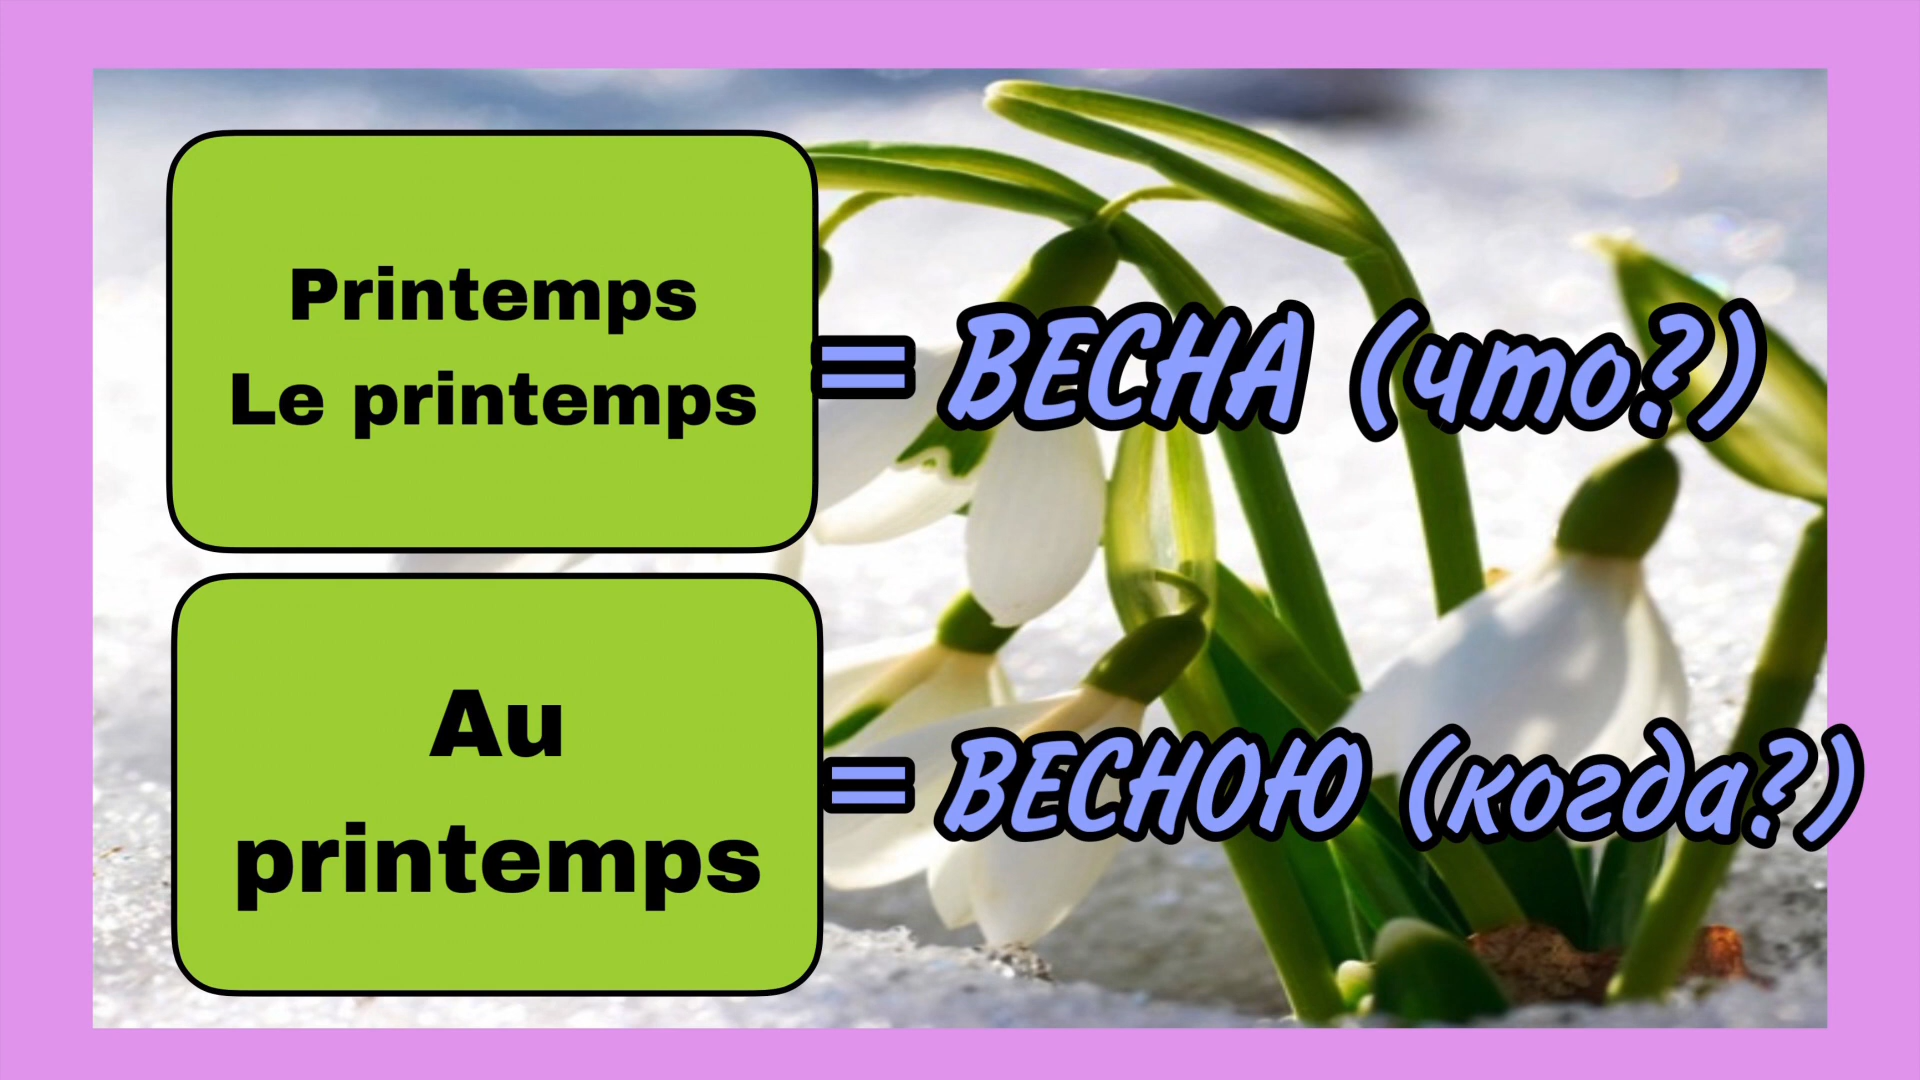 Printemps
Le printemps
= ВЕСНА (что?)
Au
printemps
= ВЕСНОЮ (когда?)